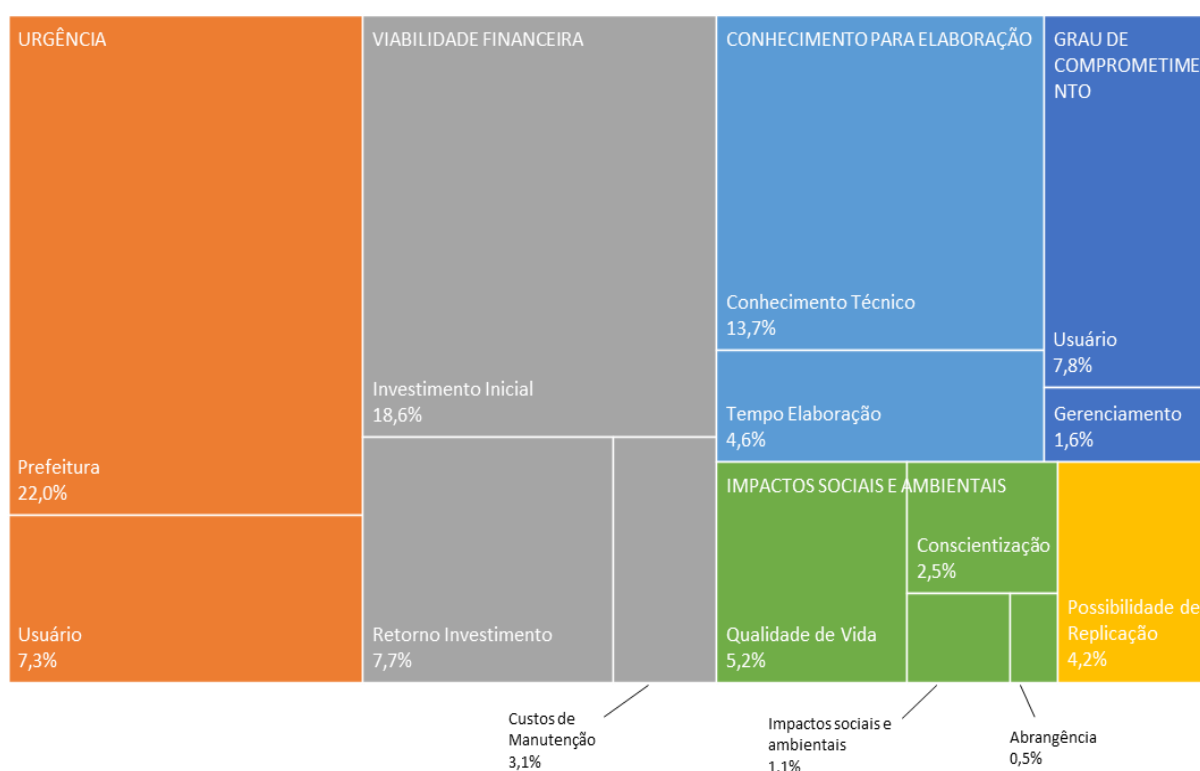 URGÊNCIA
Prefeitura
22,0%
Usuário
7,3%
VIABILIDADE FINANCEIRA
Investimento Inicial
18,6%
Retorno Investimento
7,7%
Custos de
Manutenção
3,1%
CONHECIMENTO PARA ELABORAÇÃO
Conhecimento Técnico
13,7%
Tempo Elaboração
4,6%
GRAU DE
COMPROMETIME
NTO
Usuário
7,8%
Gerenciamento
1,6%
IMPACTOS SOCIAIS E AMBIENTAIS
Qualidade de Vida
5,2%
Conscientização
2,5%
Impactos sociais e
ambientais
1,1%
Abrangência
0,5%
Possibilidade de
Replicação
4,2%